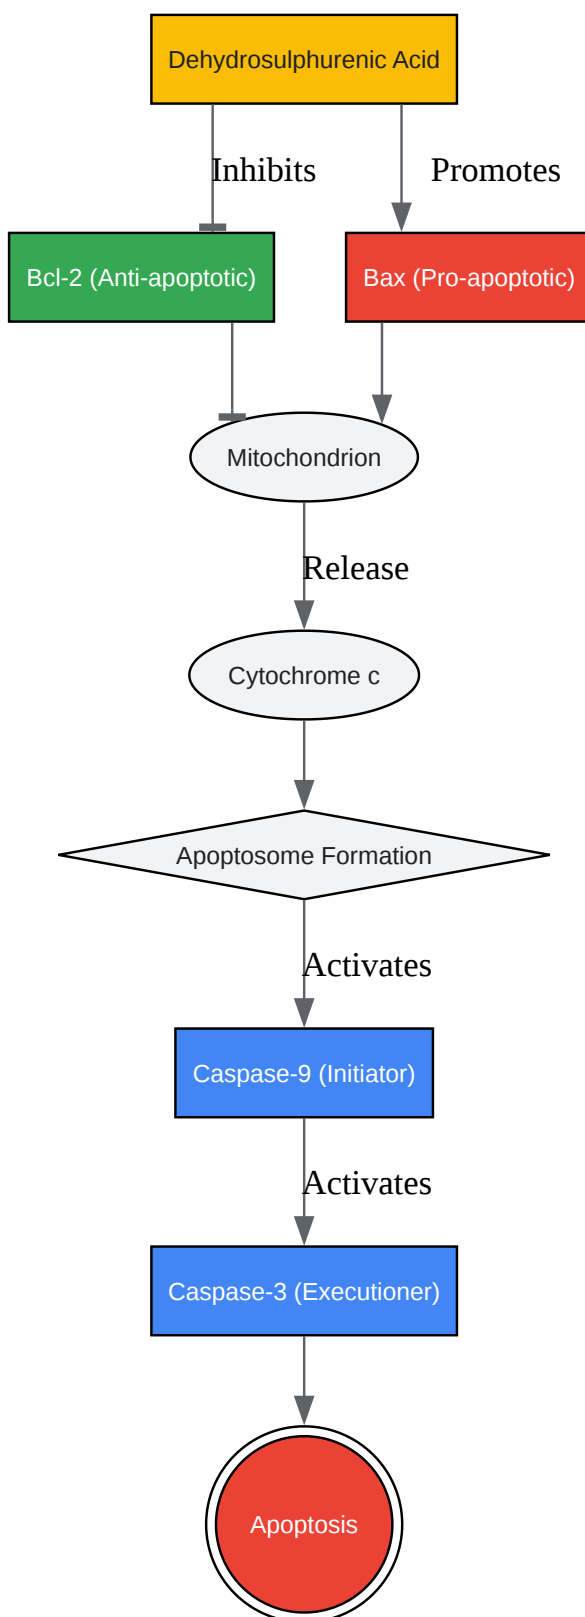 Dehydrosulphurenic Acid
Inhibits
Promotes
Bcl-2 (Anti-apoptotic)
Bax (Pro-apoptotic)
Mitochondrion
Release
Cytochrome c
Apoptosome Formation
Activates
Caspase-9 (Initiator)
Activates
Caspase-3 (Executioner)
Apoptosis